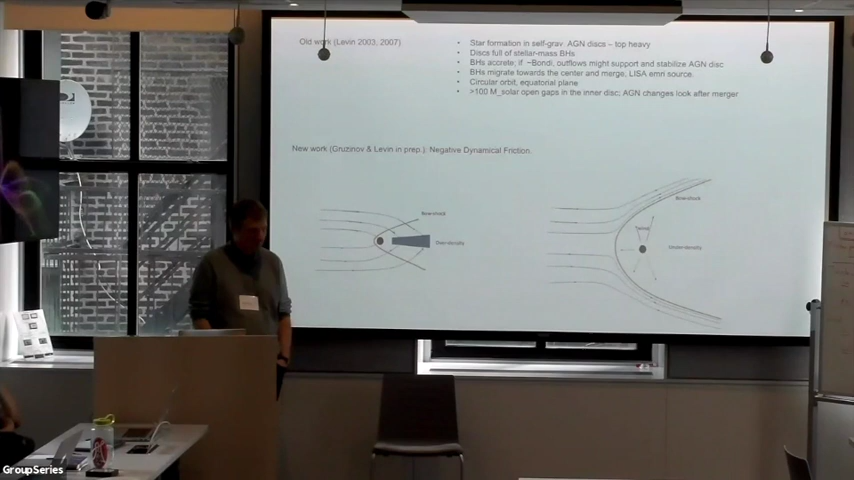 Old work (Levin 2003, 2007)
• Star formation in self-grav. AGN discs – top heavy
• Discs full of stellar-mass BHs
• BHs accrete; if ~Bondi, outflows might support and stabilize AGN disc
• BHs migrate towards the center and merge, LISA emri source.
• Circular orbit, equatorial plane
• >100 M_solar open gaps in the inner disc; AGN changes look after merger
New work (Gruzinov & Levin in prep.): Negative Dynamical Friction.
Bow-shock
Over-density
Bow-shock
Under-density
GroupSeries